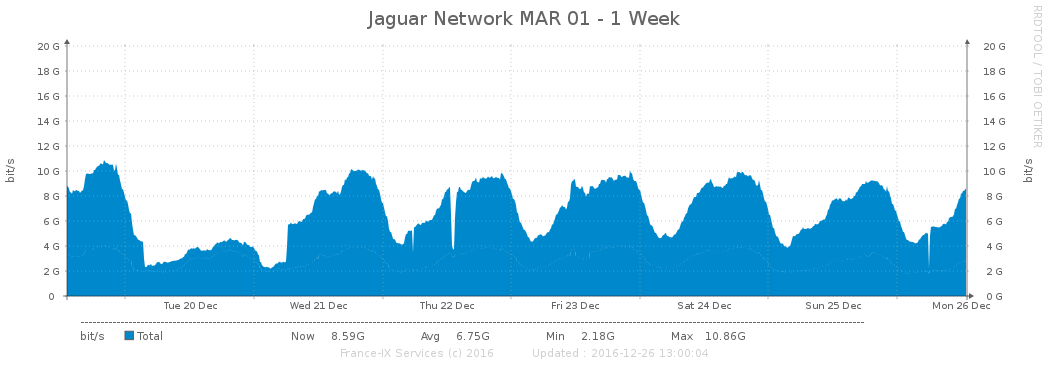 Jaguar Network MAR 01 - 1 Week
RRDTOOL / TOBI OETIKER
bit/s
bit/s
20 G 20 G
18 G 18 G
16 G 16 G
14 G 14 G
12 G 12 G
10 G 10 G
8 G 8 G
6 G 6 G
4 G 4 G
2 G 2 G
0 0 G
Tue 20 Dec Wed 21 Dec Thu 22 Dec Fri 23 Dec Sat 24 Dec Sun 25 Dec Mon 26 Dec
bit/s Total Now 8.59G Avg 6.75G Min 2.18G Max 10.86G
France-IX Services (c) 2016 Updated : 2016-12-26 13:00:04